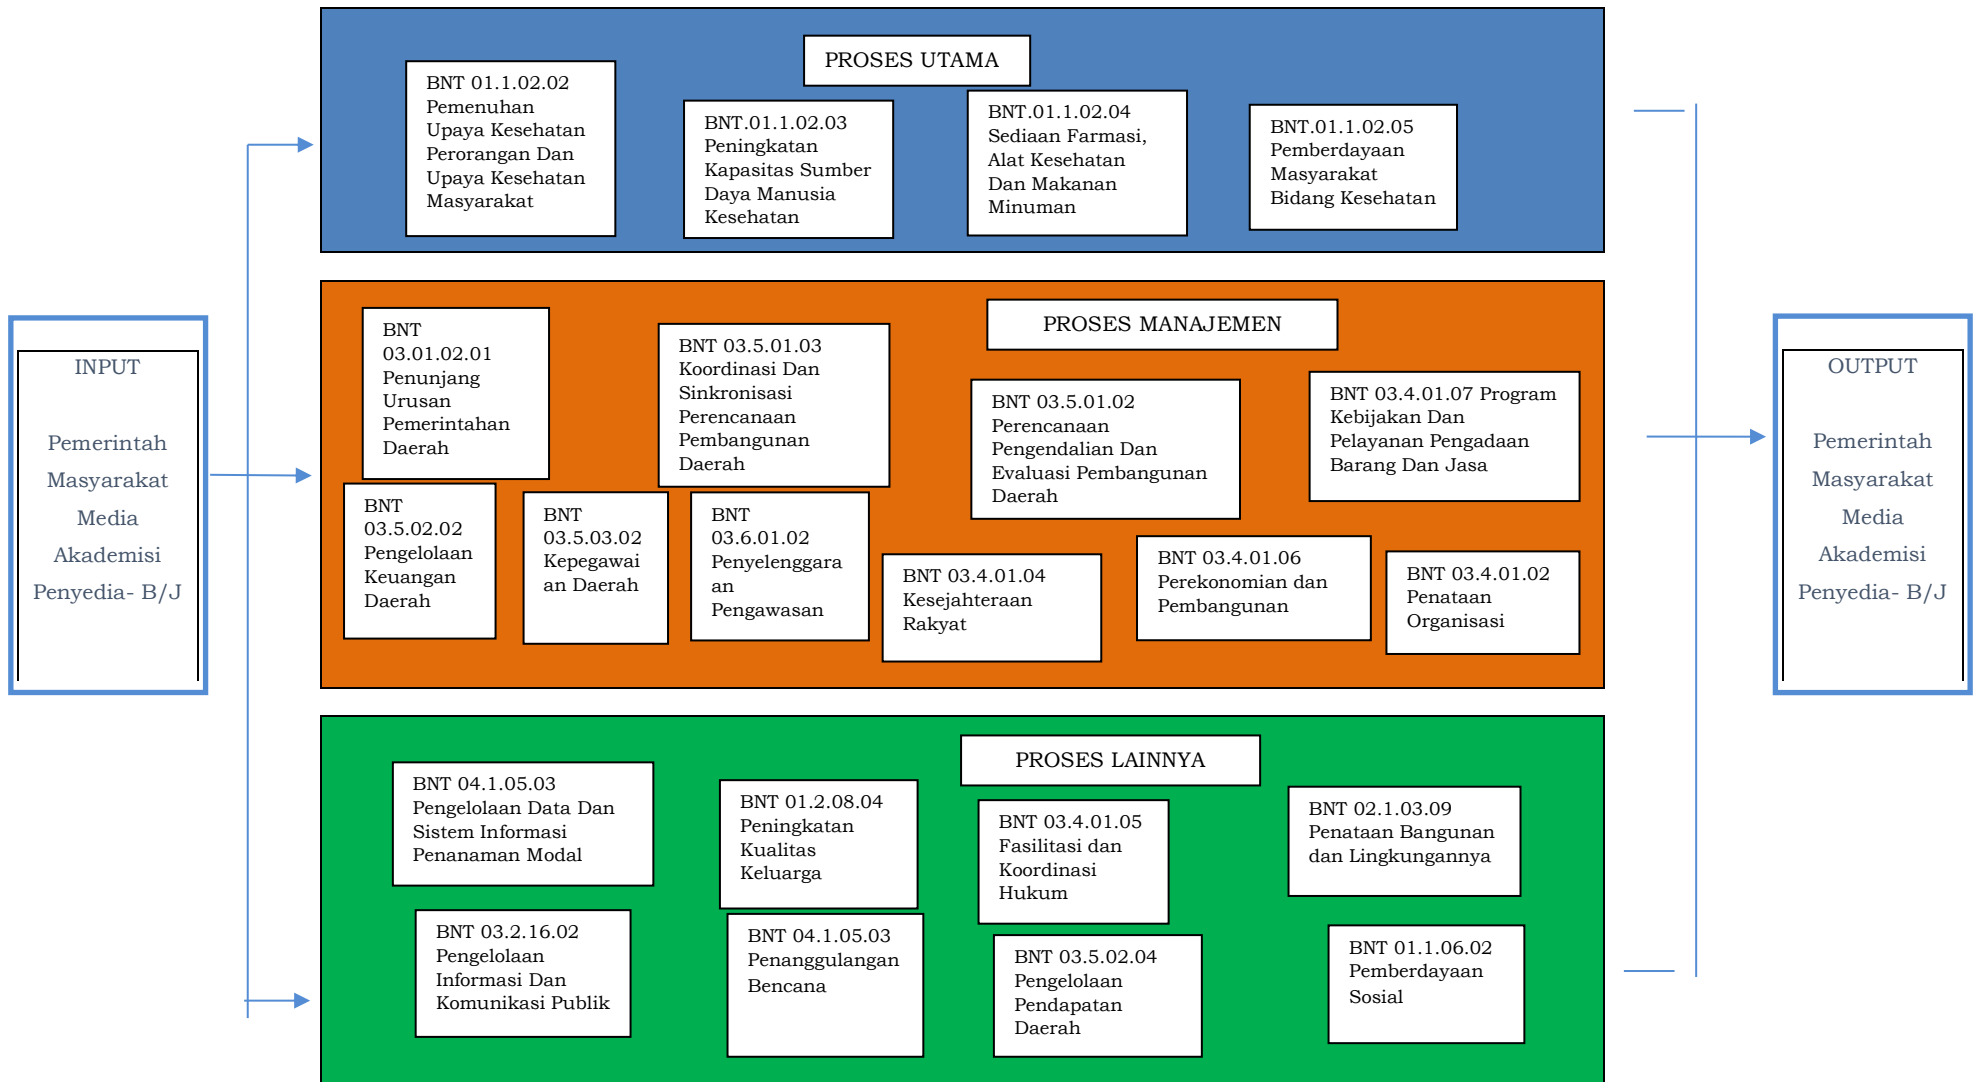 PROSES UTAMA
BNT 01.1.02.02
Pemenuhan
Upaya Kesehatan
Perorangan Dan
Upaya Kesehatan
Masyarakat
BNT.01.1.02.03
Peningkatan
Kapasitas Sumber
Daya Manusia
Kesehatan
BNT.01.1.02.04
Sediaan Farmasi,
Alat Kesehatan
Dan Makanan
Minuman
BNT.01.1.02.05
Pemberdayaan
Masyarakat
Bidang Kesehatan
INPUT
Pemerintah
Masyarakat
Media
Akademisi
Penyedia- B/J
PROSES MANAJEMEN
BNT
03.01.02.01
Penunjang
Urusan
Pemerintahan
Daerah
BNT 03.5.01.03
Koordinasi Dan
Sinkronisasi
Perencanaan
Pembangunan
Daerah
BNT 03.5.01.02
Perencanaan
Pengendalian Dan
Evaluasi Pembangunan
Daerah
BNT 03.4.01.07 Program
Kebijakan Dan
Pelayanan Pengadaan
Barang Dan Jasa
BNT
03.5.02.02
Pengelolaan
Keuangan
Daerah
BNT
03.5.03.02
Kepegawai
an Daerah
BNT
03.6.01.02
Penyelenggara
an
Pengawasan
BNT 03.4.01.04
Kesejahteraan
Rakyat
BNT 03.4.01.06
Perekonomian dan
Pembangunan
BNT 03.4.01.02
Penataan
Organisasi
OUTPUT
Pemerintah
Masyarakat
Media
Akademisi
Penyedia- B/J
PROSES LAINNYA
BNT 04.1.05.03
Pengelolaan Data Dan
Sistem Informasi
Penanaman Modal
BNT 01.2.08.04
Peningkatan
Kualitas
Keluarga
BNT 03.4.01.05
Fasilitasi dan
Koordinasi
Hukum
BNT 02.1.03.09
Penataan Bangunan
dan Lingkungannya
BNT 03.2.16.02
Pengelolaan
Informasi Dan
Komunikasi Publik
BNT 04.1.05.03
Penanggulangan
Bencana
BNT 03.5.02.04
Pengelolaan
Pendapatan
Daerah
BNT 01.1.06.02
Pemberdayaan
Sosial